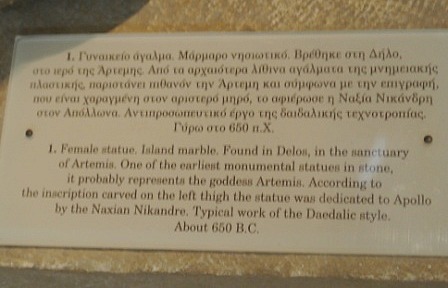 1. Γυναικείο άγαλμα. Μάρμαρο νησιωτικό. Βρέθηκε στη Δήλο,
στο ιερό της Άρτεμης. Από τα αρχαιότερα λίθινα αγάλματα της μνημειακής
πλαστικής, παριστάνει πιθανόν την Άρτεμη και σύμφωνα με την επιγραφή,
που είναι χαραγμένη στον αριστερό μηρό, το αφιέρωσε η Ναξία Νικάνδρη
στον Απόλλωνα. Αντιπροσωπευτικό έργο της δαιδαλικής τεχνοτροπίας.
Γύρω στο 650 π.Χ.
1. Female statue. Island marble. Found in Delos, in the sanctuary
of Artemis. One of the earliest monumental statues in stone,
it probably represents the goddess Artemis. According to
the inscription carved on the left thigh the statue was dedicated to Apollo
by the Naxian Nikandre. Typical work of the Daedalic style.
About 650 B.C.